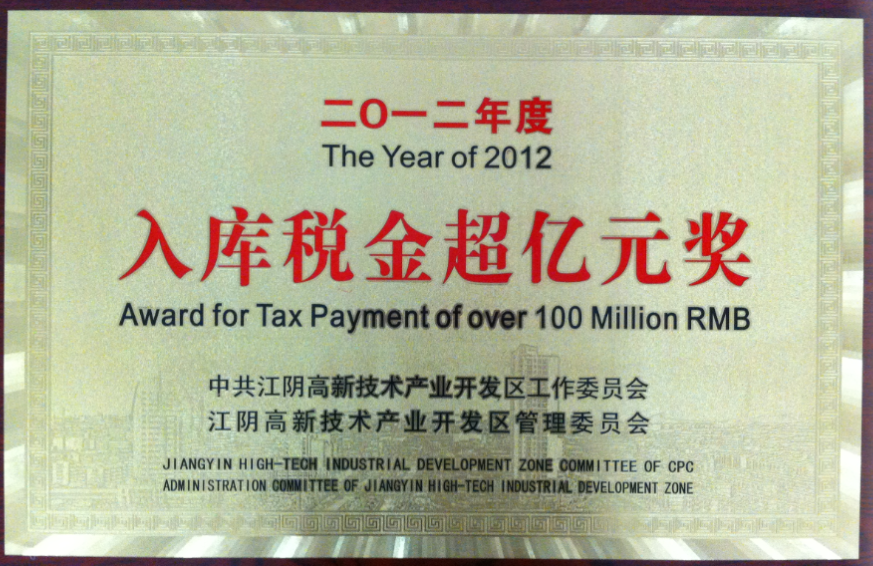 二〇一二年度
The Year of 2012
入库税金超亿元奖
Award for Tax Payment of over 100 Million RMB
中共江阴高新技术产业开发区工作委员会
江阴高新技术产业开发区管理委员会
JIANGYIN HIGH-TECH INDUSTRIAL DEVELOPMENT ZONE COMMITTEE OF CPC
ADMINISTRATION COMMITTEE OF JIANGYIN HIGH-TECH INDUSTRIAL DEVELOPMENT ZONE